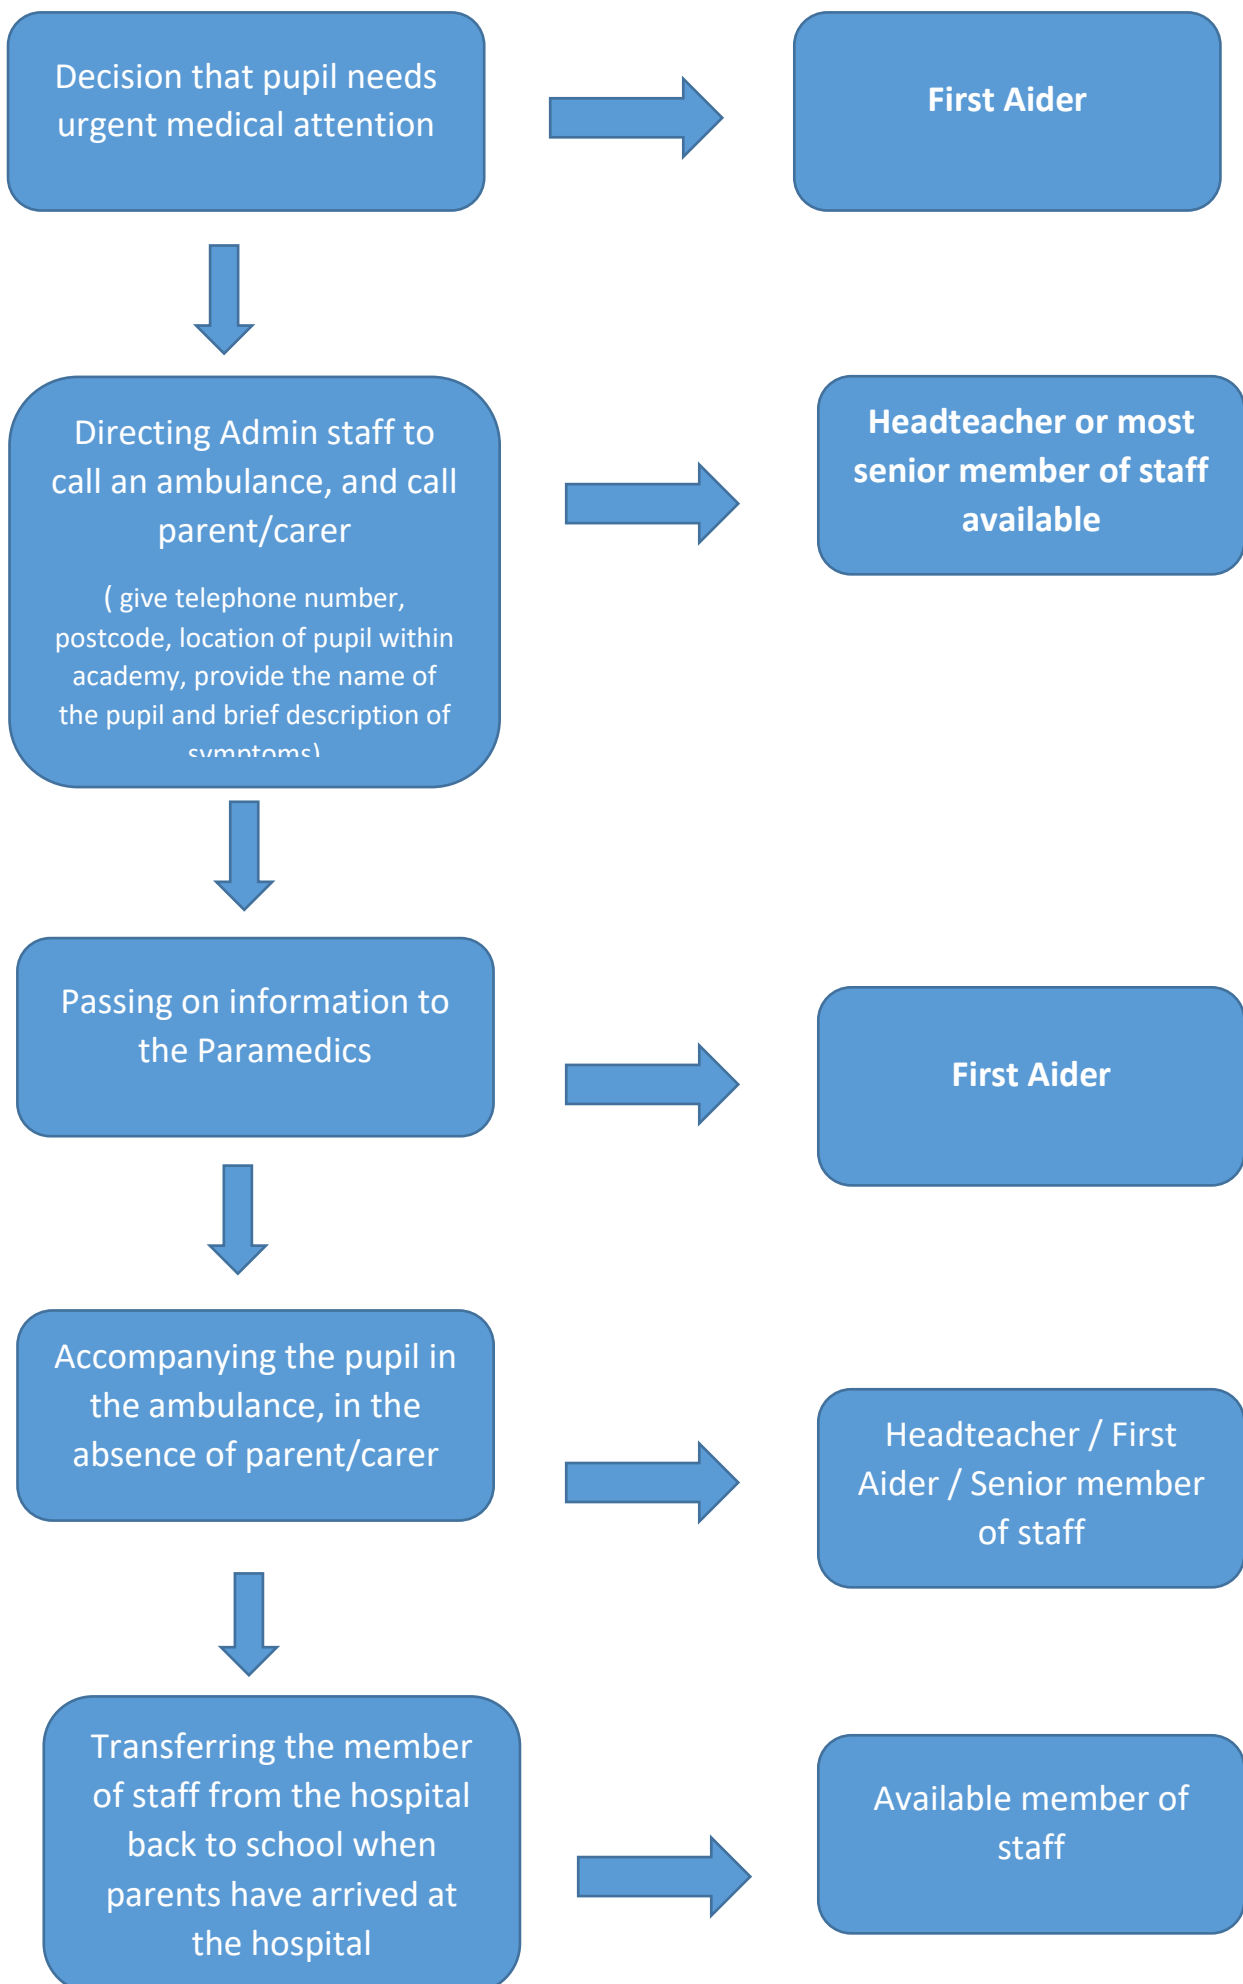 Decision that pupil needs
urgent medical attention
First Aider
Directing Admin staff to
call an ambulance, and call
parent/carer
( give telephone number,
postcode, location of pupil within
academy, provide the name of
the pupil and brief description of
symptoms)
Headteacher or most
senior member of staff
available
Passing on information to
the Paramedics
First Aider
Accompanying the pupil in
the ambulance, in the
absence of parent/carer
Headteacher / First
Aider / Senior member
of staff
Transferring the member
of staff from the hospital
back to school when
parents have arrived at
the hospital
Available member of
staff